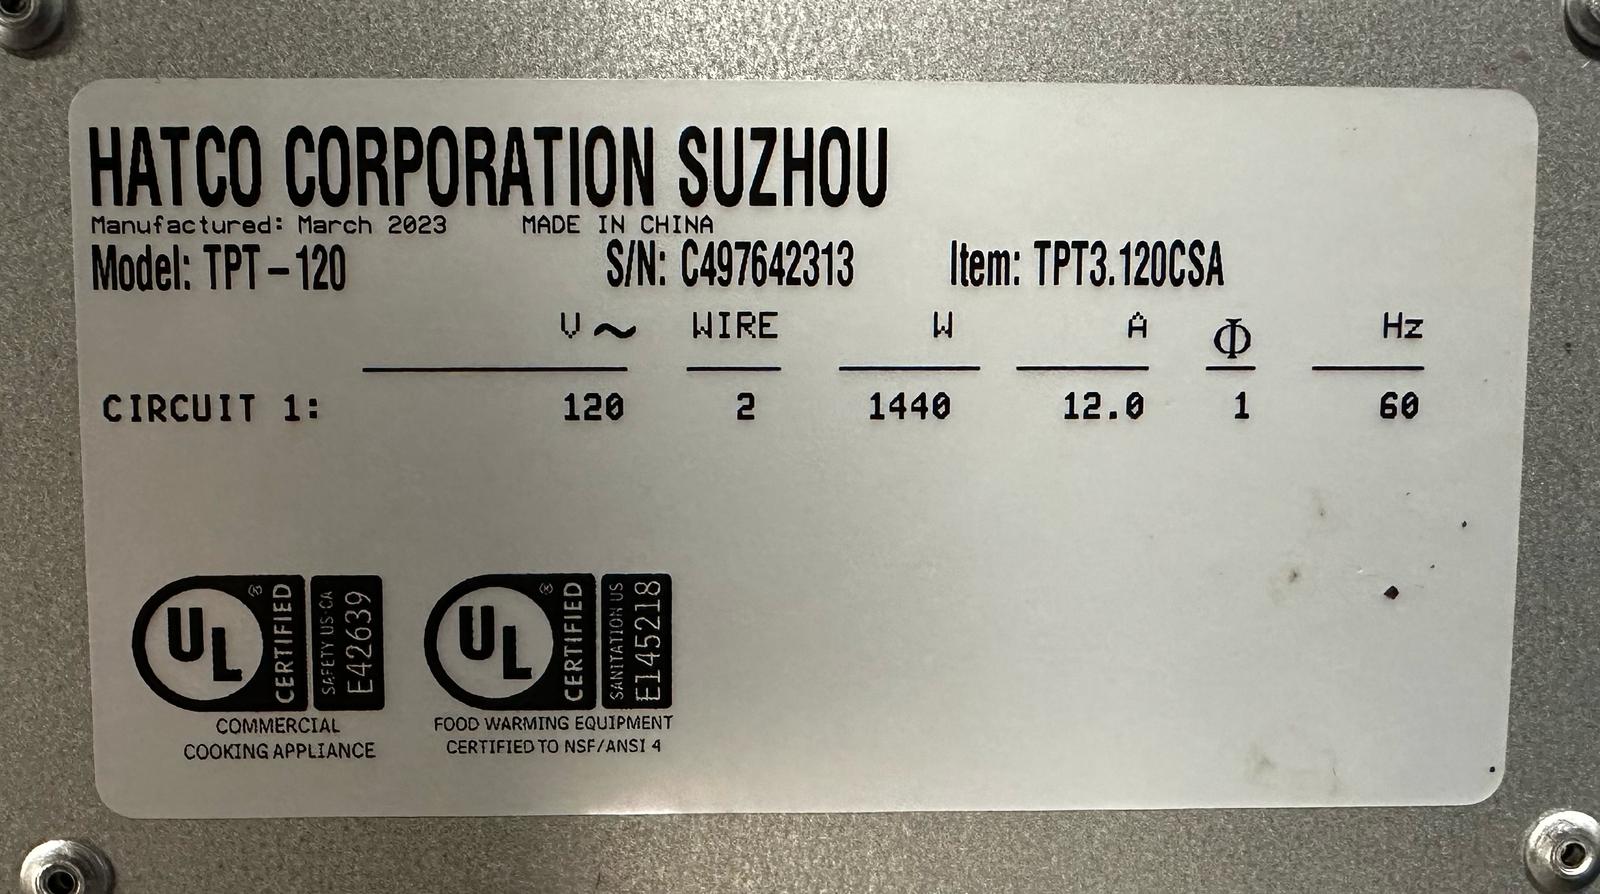 HATCO CORPORATION SUZHOU
Manufactured: March 2023 MADE IN CHINA
Model: TPT-120 S/N: C497642313 Item: TPT3.120CSA
V ~ WIRE W A Φ Hz
CIRCUIT 1: 120 2 1440 12.0 1 60
UL ® CERTIFIED SAFETY US-CA E42639
COMMERCIAL
COOKING APPLIANCE
UL ® CERTIFIED SANITATION US E145218
FOOD WARMING EQUIPMENT
CERTIFIED TO NSF/ANSI 4